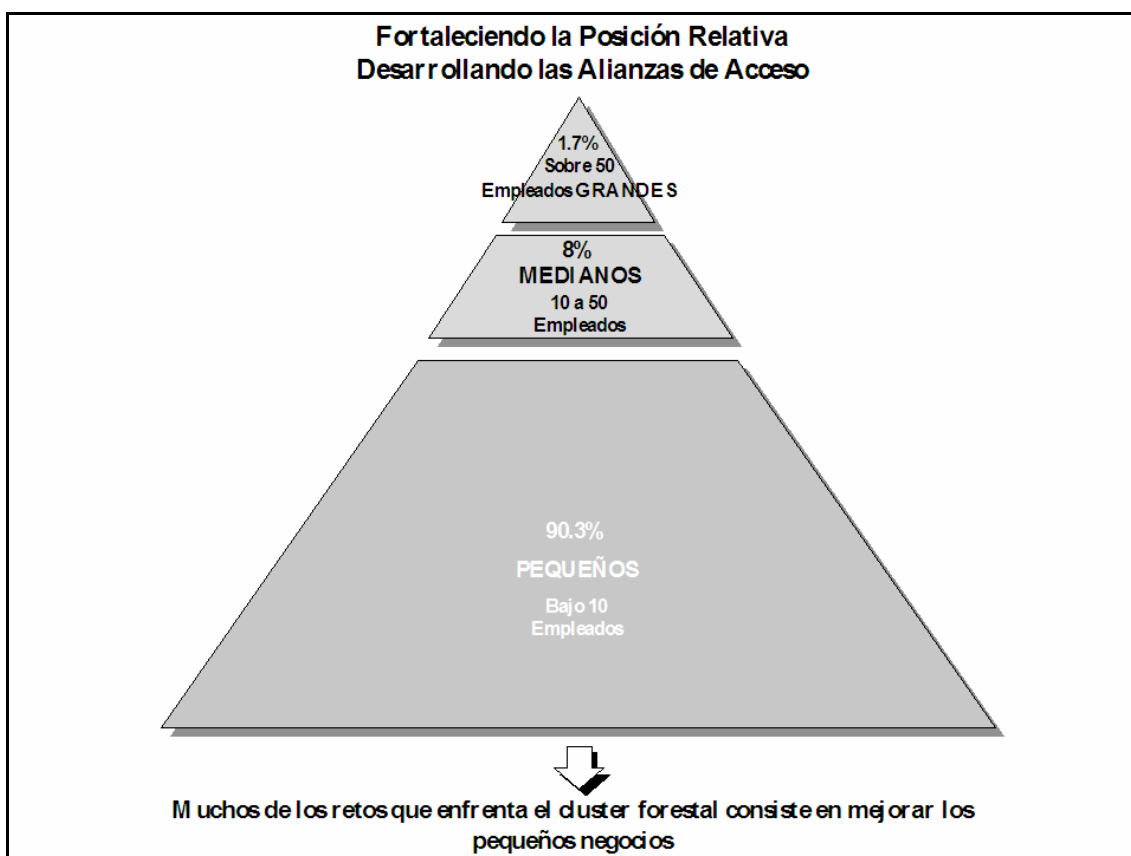 Fortaleciendo la Posición Relativa
Desarrollando las Alianzas de Acceso
1.7%
Sobre 50
Empleados GRANDES
8%
MEDIANOS
10 a 50
Empleados
90.3%
PEQUEÑOS
Bajo 10
Empleados
Muchos de los retos que enfrenta el cluster forestal consiste en mejorar los
pequeños negocios